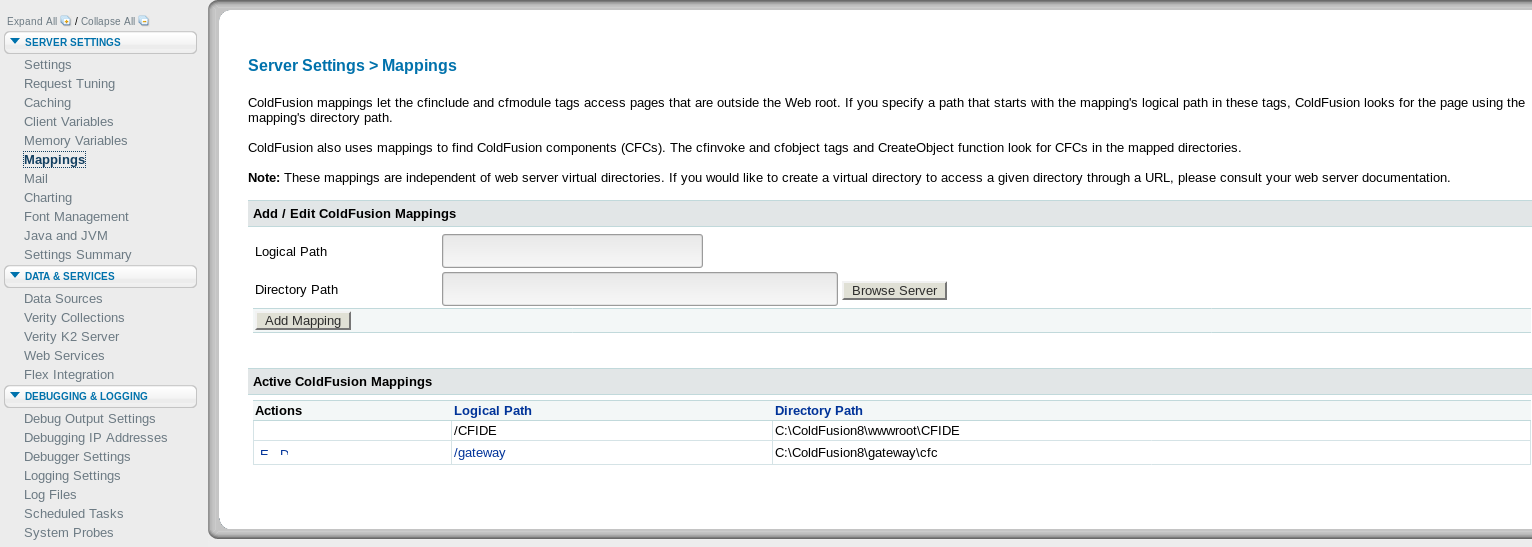 Expand All / Collapse All
SERVER SETTINGS
Settings
Request Tuning
Caching
Client Variables
Memory Variables
Mappings
Mail
Charting
Font Management
Java and JVM
Settings Summary
DATA & SERVICES
Data Sources
Verity Collections
Verity K2 Server
Web Services
Flex Integration
DEBUGGING & LOGGING
Debug Output Settings
Debugging IP Addresses
Debugger Settings
Logging Settings
Log Files
Scheduled Tasks
System Probes
Server Settings > Mappings
ColdFusion mappings let the cfinclude and cfmodule tags access pages that are outside the Web root. If you specify a path that starts with the mapping's logical path in these tags, ColdFusion looks for the page using the
mapping's directory path.
ColdFusion also uses mappings to find ColdFusion components (CFCs). The cfinvoke and cfobject tags and CreateObject function look for CFCs in the mapped directories.
Note: These mappings are independent of web server virtual directories. If you would like to create a virtual directory to access a given directory through a URL, please consult your web server documentation.
Add / Edit ColdFusion Mappings
Logical Path
Directory Path
Browse Server
Add Mapping
Active ColdFusion Mappings
Actions Logical Path Directory Path
/CFIDE C:\ColdFusion8\wwwroot\CFIDE
/gateway C:\ColdFusion8\gateway\cfc